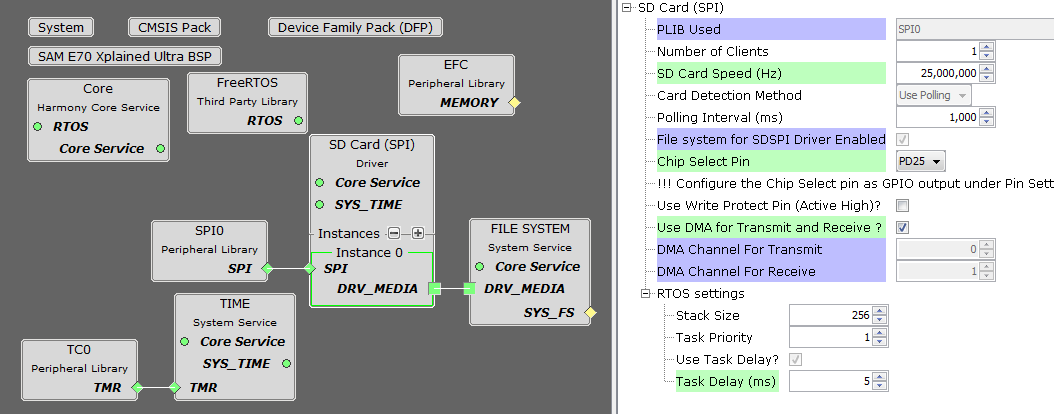 System
CMSIS Pack
Device Family Pack (DFP)
SAM E70 Xplained Ultra BSP
Core
Harmony Core Service
RTOS
Core Service
FreeRTOS
Third Party Library
RTOS
EFC
Peripheral Library
MEMORY
SD Card (SPI)
Driver
Core Service
SYS_TIME
Instances
Instance 0
SPI
DRV_MEDIA
SPI0
Peripheral Library
SPI
FILE SYSTEM
System Service
Core Service
DRV_MEDIA
SYS_FS
TIME
System Service
Core Service
SYS_TIME
TMR
TC0
Peripheral Library
TMR
SD Card (SPI)
PLIB Used SPI0
Number of Clients 1
SD Card Speed (Hz) 25,000,000
Card Detection Method Use Polling
Polling Interval (ms) 1,000
File system for SDSPI Driver Enabled
Chip Select Pin PD25
!!! Configure the Chip Select pin as GPIO output under Pin Sett
Use Write Protect Pin (Active High)?
Use DMA for Transmit and Receive ?
DMA Channel For Transmit 0
DMA Channel For Receive 1
RTOS settings
Stack Size 256
Task Priority 1
Use Task Delay?
Task Delay (ms) 5